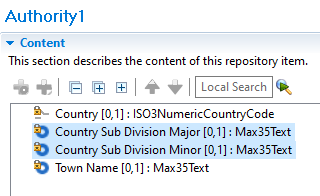 Authority1
Content
This section describes the content of this repository item.
Local Search
Country [0,1] : ISO3NumericCountryCode
Country Sub Division Major [0,1] : Max35Text
Country Sub Division Minor [0,1] : Max35Text
Town Name [0,1] : Max35Text